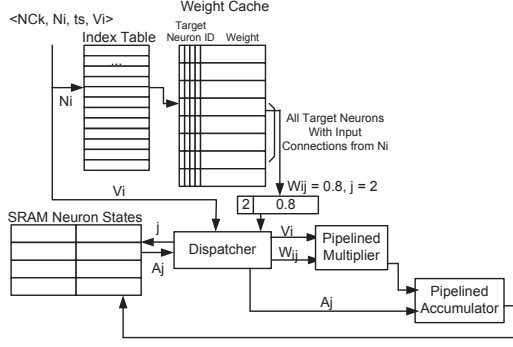 <NCk, Ni, ts, Vi>
Weight Cache
Index Table
Target
Neuron ID
Weight
...
Ni
All Target Neurons
With Input
Connections from Ni
Wij = 0.8, j = 2
2
0.8
Vi
SRAM Neuron States
j
Aj
Dispatcher
Vi
Wij
Pipelined
Multiplier
Aj
Pipelined
Accumulator